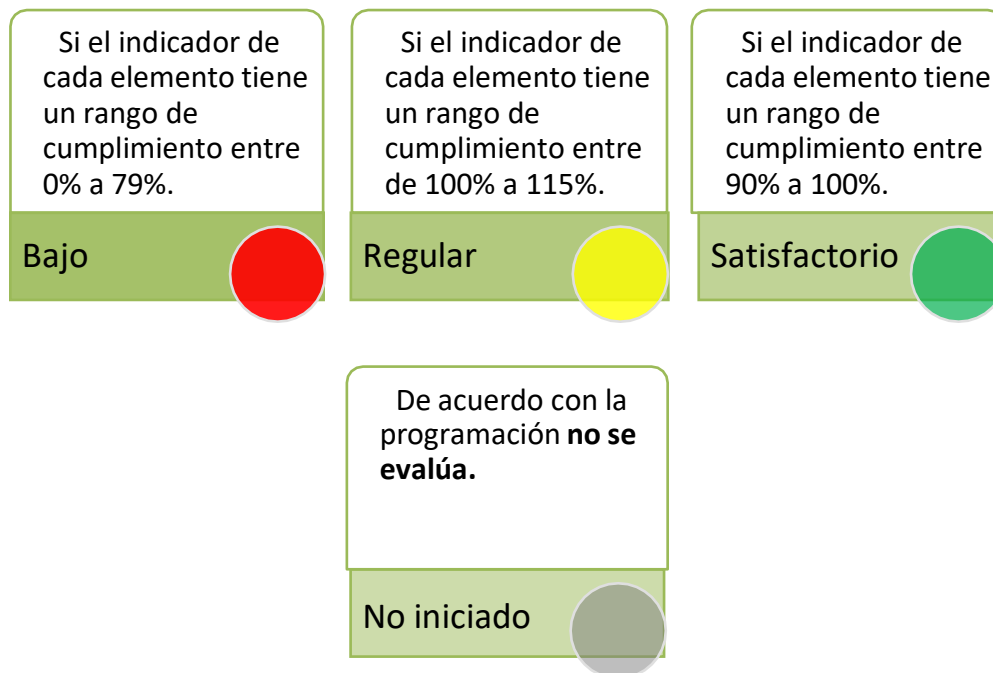 Si el indicador de
cada elemento tiene
un rango de
cumplimiento entre
0% a 79%.
Bajo
Si el indicador de
cada elemento tiene
un rango de
cumplimiento entre
de 100% a 115%.
Regular
Si el indicador de
cada elemento tiene
un rango de
cumplimiento entre
90% a 100%.
Satisfactorio
De acuerdo con la
programación no se
evalúa.
No iniciado